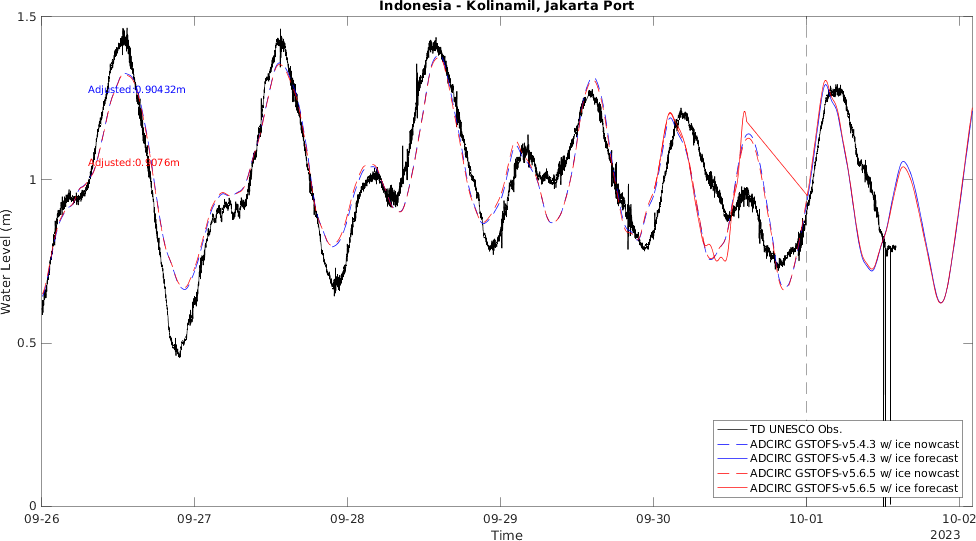 Indonesia - Kolinamil, Jakarta Port
1.5
1
0.5
0
Water Level (m)
Adjusted:0.90432m
Adjusted:0.9076m
TD UNESCO Obs.
ADCIRC GSTOFS-v5.4.3 w/ ice nowcast
ADCIRC GSTOFS-v5.4.3 w/ ice forecast
ADCIRC GSTOFS-v5.6.5 w/ ice nowcast
ADCIRC GSTOFS-v5.6.5 w/ ice forecast
09-26 09-27 09-28 09-29 09-30 10-01 10-02
Time
2023